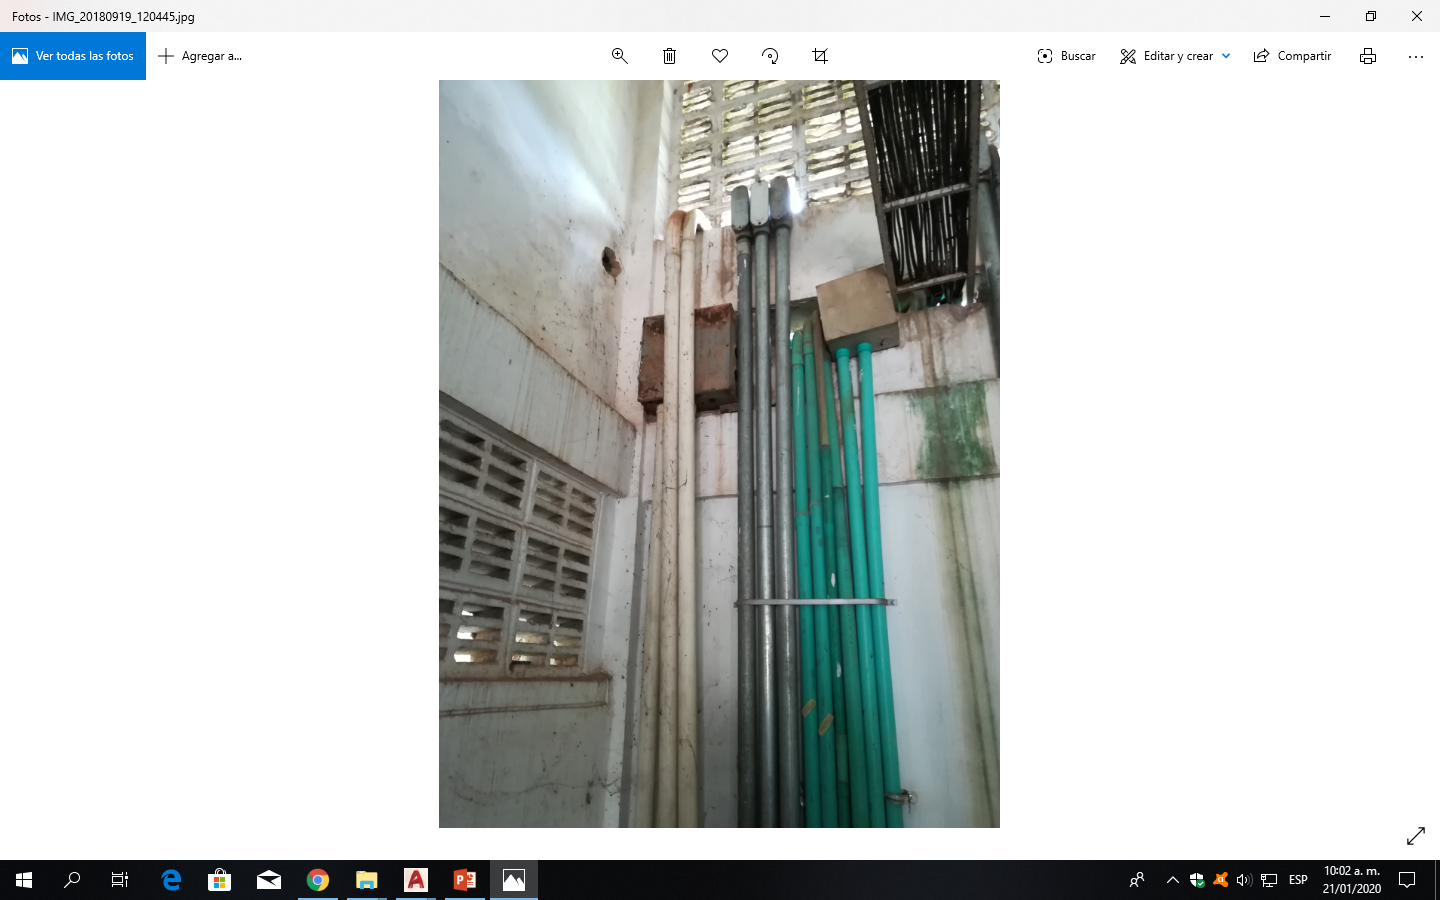 Fotos - IMG_20180919_120445.jpg
Ver todas las fotos
Agregar a...
Buscar
Editar y crear
Compartir
ESP
10:02 a. m.
21/01/2020